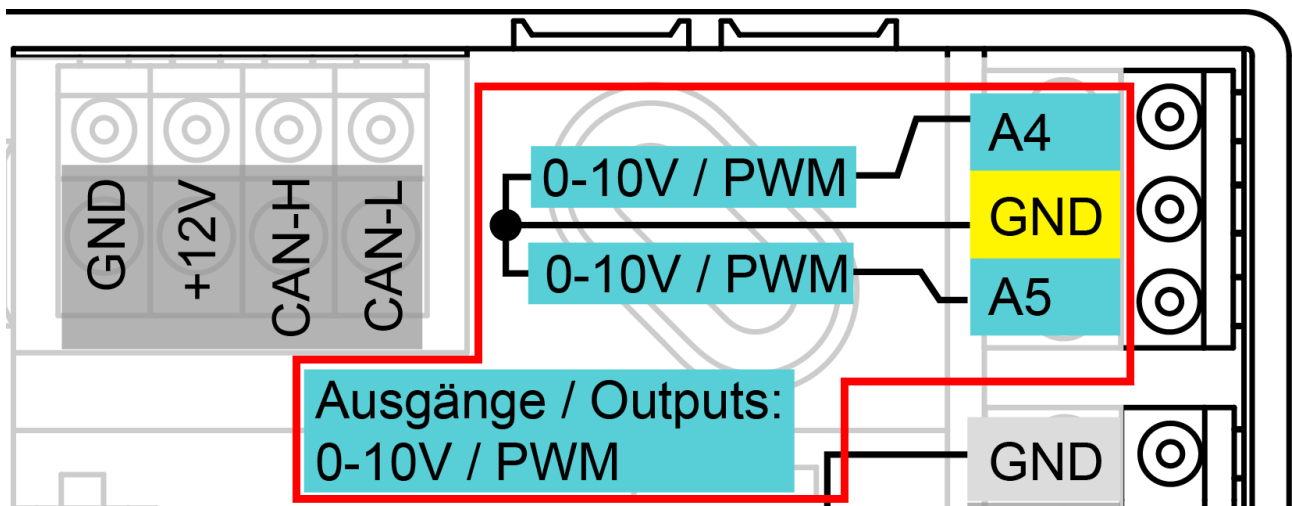 GND
+12V
CAN-H
CAN-L
0-10V / PWM
A4
GND
0-10V / PWM
A5
Ausgänge / Outputs:
0-10V / PWM
GND